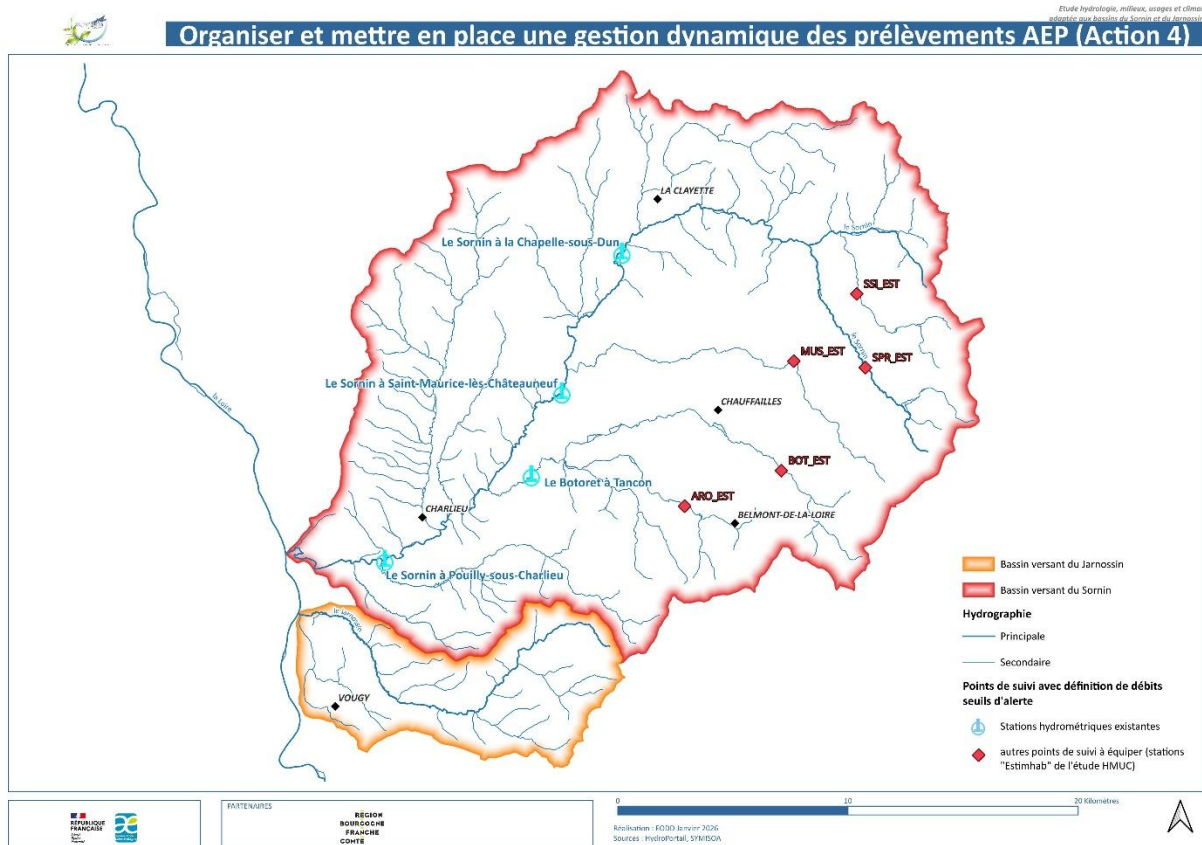 Etude hydrologie, milieux, usages et climat
adaptée aux bassins du Sornin et du Jarnossin
Organiser et mettre en place une gestion dynamique des prélèvements AEP (Action 4)
LA CLAYETTE
le Sornin
Le Sornin à la Chapelle-sous-Dun
SSI_EST
la Loire
le Sornin
MUS_EST
SPR_EST
Le Sornin à Saint-Maurice-lès-Châteauneuf
CHAUFFAILLES
BOT_EST
Le Botoret à Tancon
ARO_EST
CHARLIEU
BELMONT-DE-LA-LOIRE
Le Sornin à Pouilly-sous-Charlieu
le Jarnossin
VOUGY
Bassin versant du Jarnossin
Bassin versant du Sornin
Hydrographie
Principale
Secondaire
Points de suivi avec définition de débits
seuils d'alerte
Stations hydrométriques existantes
autres points de suivi à équiper (stations
"Estimhab" de l'étude HMUC)
RÉPUBLIQUE
FRANÇAISE
PARTENAIRES
RÉGION
BOURGOGNE
FRANCHE
COMTE
0 10 20 Kilomètres
Réalisation : EODD Janvier 2026
Sources : HydroPortail, SYMISOA